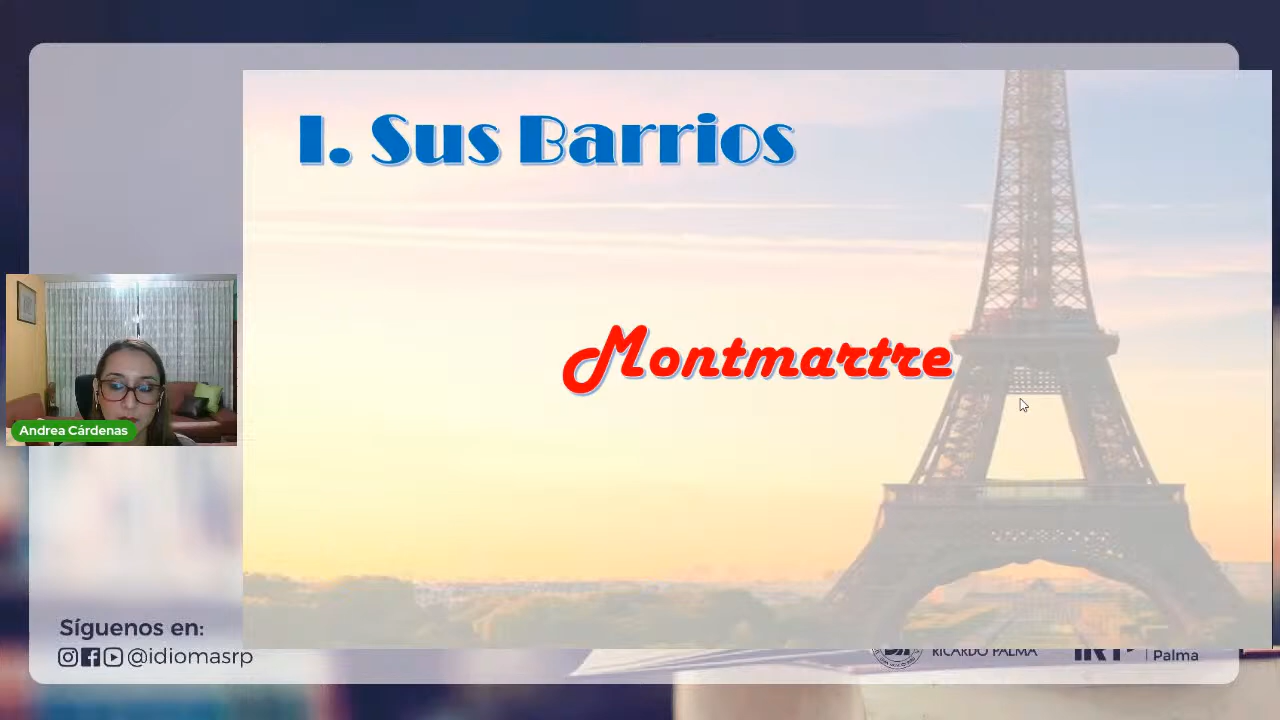 I. Sus Barrios
Montmartre
Andrea Cárdenas
Síguenos en:
@idiomasrp
RICARDO PALMA
Palma